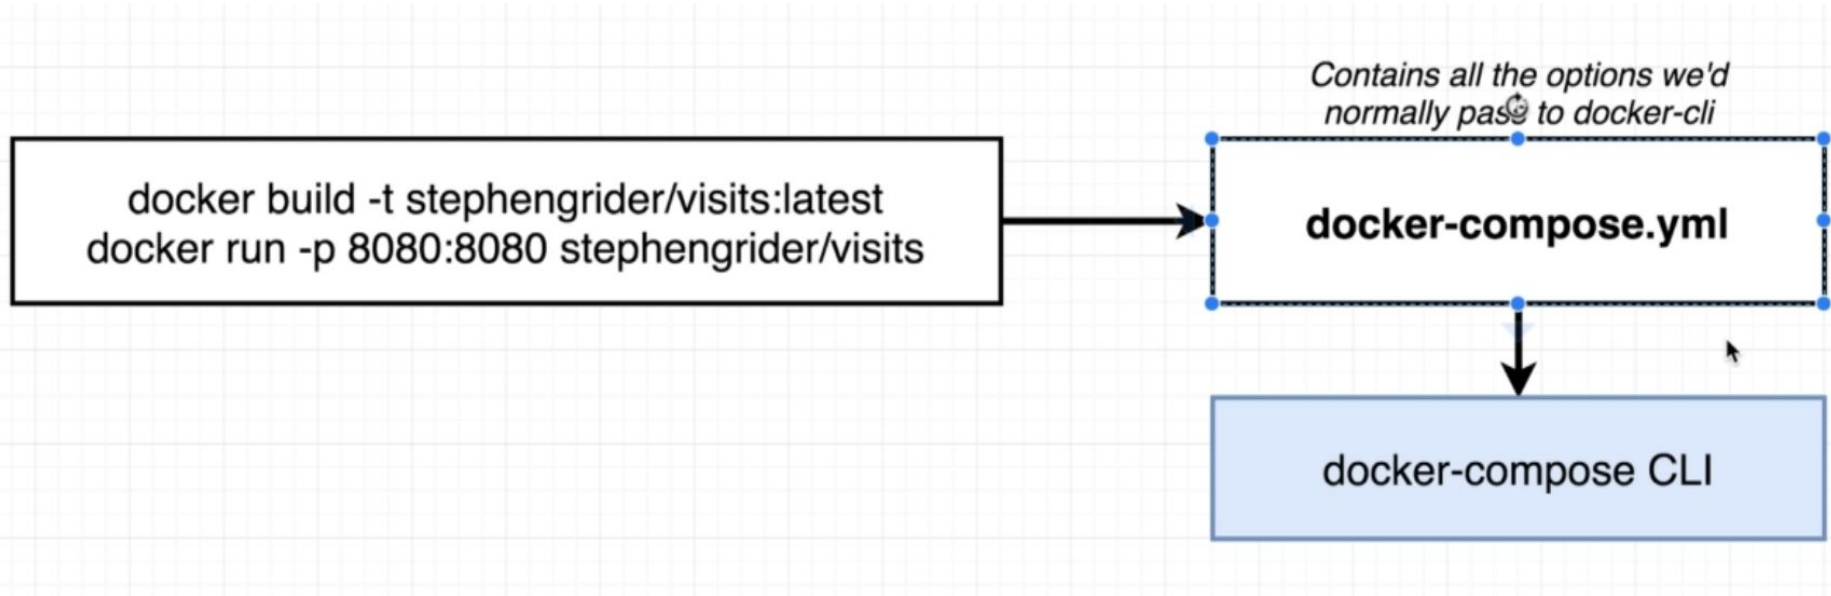 Contains all the options we'd
normally pass to docker-cli
docker build -t stephengrider/visits:latest
docker run -p 8080:8080 stephengrider/visits
docker-compose.yml
docker-compose CLI